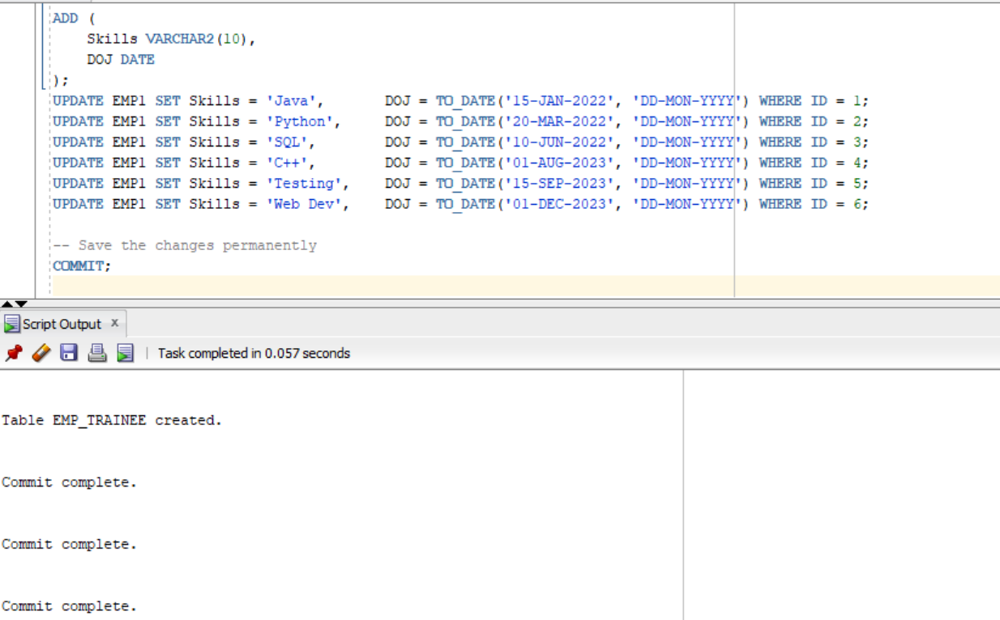 ADD (
    Skills VARCHAR2(10),
    DOJ DATE
);
UPDATE EMP1 SET Skills = 'Java',       DOJ = TO_DATE('15-JAN-2022', 'DD-MON-YYYY') WHERE ID = 1;
UPDATE EMP1 SET Skills = 'Python',     DOJ = TO_DATE('20-MAR-2022', 'DD-MON-YYYY') WHERE ID = 2;
UPDATE EMP1 SET Skills = 'SQL',        DOJ = TO_DATE('10-JUN-2022', 'DD-MON-YYYY') WHERE ID = 3;
UPDATE EMP1 SET Skills = 'C++',        DOJ = TO_DATE('01-AUG-2023', 'DD-MON-YYYY') WHERE ID = 4;
UPDATE EMP1 SET Skills = 'Testing',    DOJ = TO_DATE('15-SEP-2023', 'DD-MON-YYYY') WHERE ID = 5;
UPDATE EMP1 SET Skills = 'Web Dev',    DOJ = TO_DATE('01-DEC-2023', 'DD-MON-YYYY') WHERE ID = 6;
-- Save the changes permanently
COMMIT;
Script Output x
Task completed in 0.057 seconds
Table EMP_TRAINEE created.
Commit complete.
Commit complete.
Commit complete.